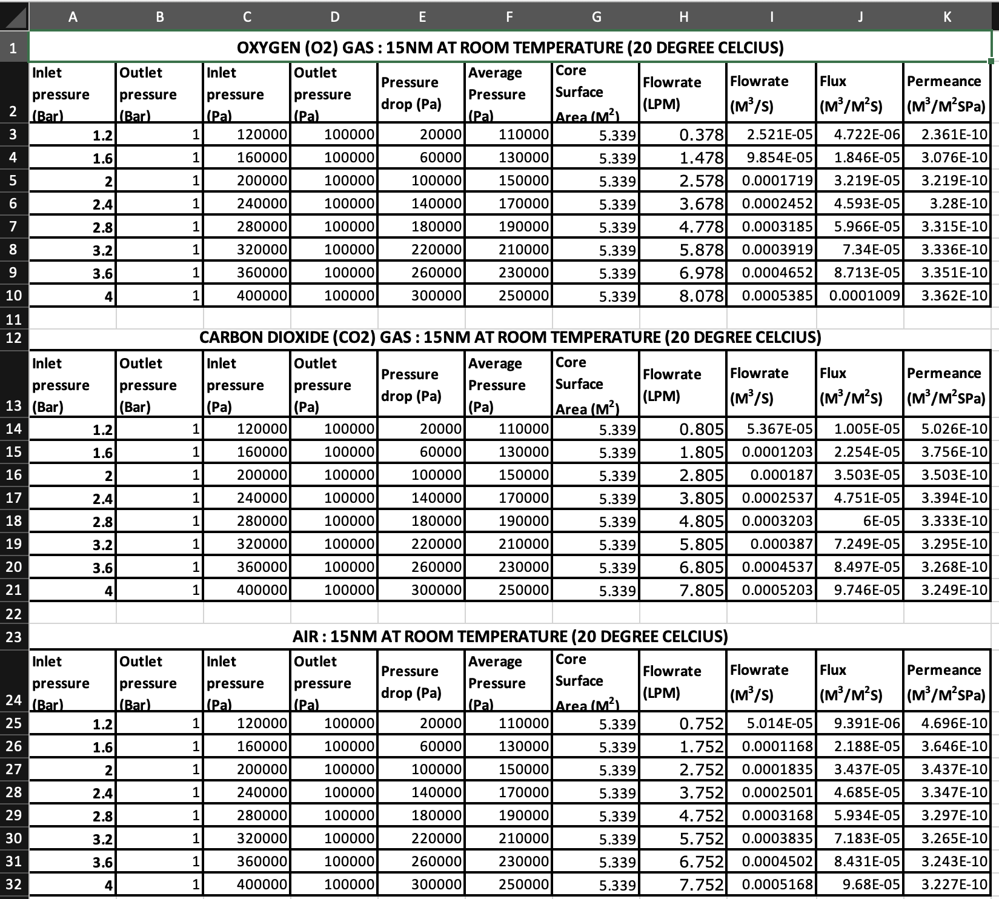 A B C D E F G H I J K
1 OXYGEN (O2) GAS : 15NM AT ROOM TEMPERATURE (20 DEGREE CELCIUS)
2 Inlet pressure (Bar) Outlet pressure (Bar) Inlet pressure (Pa) Outlet pressure (Pa) Pressure drop (Pa) Average Pressure (Pa) Core Surface Area (M²) Flowrate (LPM) Flowrate (M³/S) Flux (M³/M²S) Permeance (M³/M²SPa)
3 1.2 1 120000 100000 20000 110000 5.339 0.378 2.521E-05 4.722E-06 2.361E-10
4 1.6 1 160000 100000 60000 130000 5.339 1.478 9.854E-05 1.846E-05 3.076E-10
5 2 1 200000 100000 100000 150000 5.339 2.578 0.0001719 3.219E-05 3.219E-10
6 2.4 1 240000 100000 140000 170000 5.339 3.678 0.0002452 4.593E-05 3.28E-10
7 2.8 1 280000 100000 180000 190000 5.339 4.778 0.0003185 5.966E-05 3.315E-10
8 3.2 1 320000 100000 220000 210000 5.339 5.878 0.0003919 7.34E-05 3.336E-10
9 3.6 1 360000 100000 260000 230000 5.339 6.978 0.0004652 8.713E-05 3.351E-10
10 4 1 400000 100000 300000 250000 5.339 8.078 0.0005385 0.0001009 3.362E-10
11
12 CARBON DIOXIDE (CO2) GAS : 15NM AT ROOM TEMPERATURE (20 DEGREE CELCIUS)
13 Inlet pressure (Bar) Outlet pressure (Bar) Inlet pressure (Pa) Outlet pressure (Pa) Pressure drop (Pa) Average Pressure (Pa) Core Surface Area (M²) Flowrate (LPM) Flowrate (M³/S) Flux (M³/M²S) Permeance (M³/M²SPa)
14 1.2 1 120000 100000 20000 110000 5.339 0.805 5.367E-05 1.005E-05 5.026E-10
15 1.6 1 160000 100000 60000 130000 5.339 1.805 0.0001203 2.254E-05 3.756E-10
16 2 1 200000 100000 100000 150000 5.339 2.805 0.000187 3.503E-05 3.503E-10
17 2.4 1 240000 100000 140000 170000 5.339 3.805 0.0002537 4.751E-05 3.394E-10
18 2.8 1 280000 100000 180000 190000 5.339 4.805 0.0003203 6E-05 3.333E-10
19 3.2 1 320000 100000 220000 210000 5.339 5.805 0.000387 7.249E-05 3.295E-10
20 3.6 1 360000 100000 260000 230000 5.339 6.805 0.0004537 8.497E-05 3.268E-10
21 4 1 400000 100000 300000 250000 5.339 7.805 0.0005203 9.746E-05 3.249E-10
22
23 AIR : 15NM AT ROOM TEMPERATURE (20 DEGREE CELCIUS)
24 Inlet pressure (Bar) Outlet pressure (Bar) Inlet pressure (Pa) Outlet pressure (Pa) Pressure drop (Pa) Average Pressure (Pa) Core Surface Area (M²) Flowrate (LPM) Flowrate (M³/S) Flux (M³/M²S) Permeance (M³/M²SPa)
25 1.2 1 120000 100000 20000 110000 5.339 0.752 5.014E-05 9.391E-06 4.696E-10
26 1.6 1 160000 100000 60000 130000 5.339 1.752 0.0001168 2.188E-05 3.646E-10
27 2 1 200000 100000 100000 150000 5.339 2.752 0.0001835 3.437E-05 3.437E-10
28 2.4 1 240000 100000 140000 170000 5.339 3.752 0.0002501 4.685E-05 3.347E-10
29 2.8 1 280000 100000 180000 190000 5.339 4.752 0.0003168 5.934E-05 3.297E-10
30 3.2 1 320000 100000 220000 210000 5.339 5.752 0.0003835 7.183E-05 3.265E-10
31 3.6 1 360000 100000 260000 230000 5.339 6.752 0.0004502 8.431E-05 3.243E-10
32 4 1 400000 100000 300000 250000 5.339 7.752 0.0005168 9.68E-05 3.227E-10